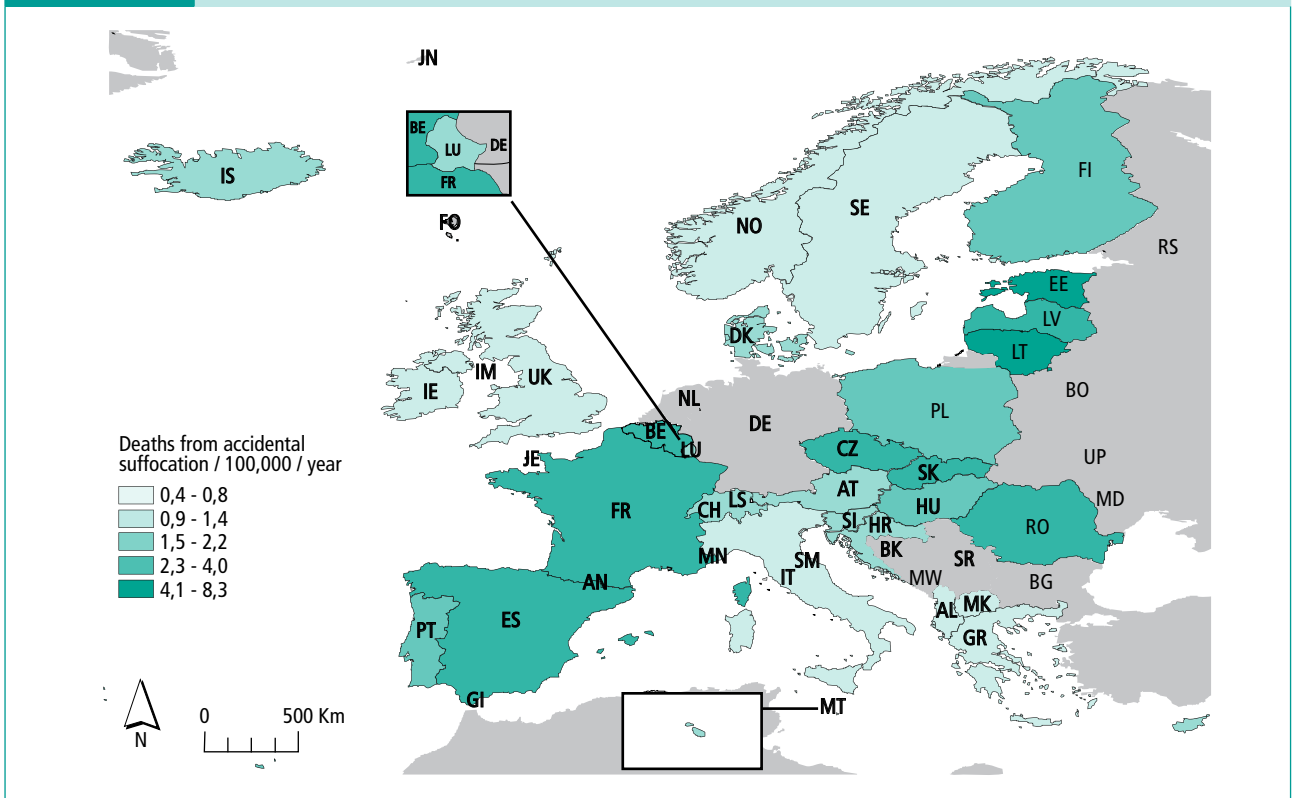 JN
BE
LU
DE
FR
IS
FO
NO
SE
FI
RS
EE
LV
LT
DK
IM
UK
IE
NL
DE
PL
BO
BE
LU
JE
CZ
UP
SK
MD
Deaths from accidental
suffocation / 100,000 / year
0,4 - 0,8
0,9 - 1,4
1,5 - 2,2
2,3 - 4,0
4,1 - 8,3
FR
CH
LS
AT
HU
SI
HR
RO
BK
SR
MN
SM
IT
MW
BG
AN
ES
PT
AL
MK
GR
GI
MT
N
0 500 Km